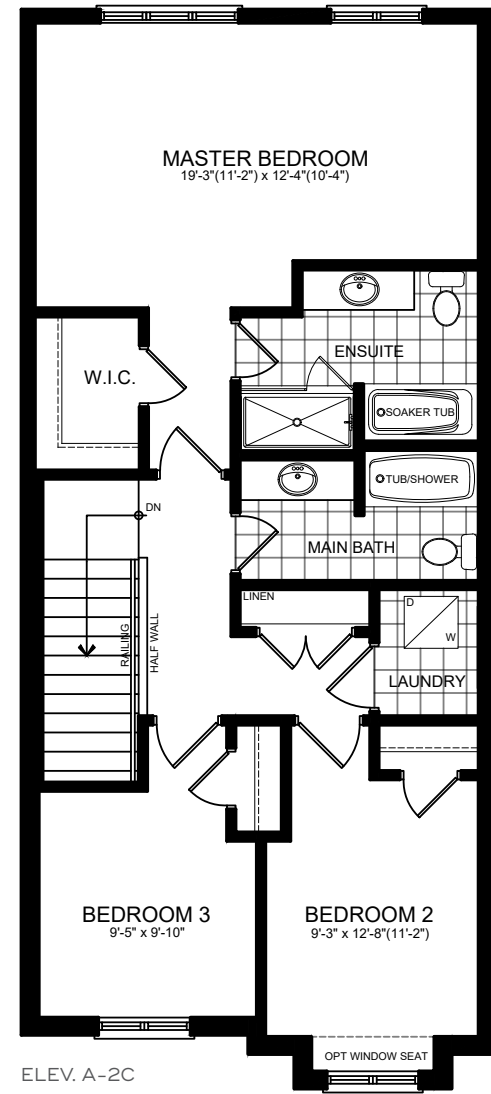 MASTER BEDROOM
19'-3"(11'-2") x 12'-4"(10'-4")
ENSUITE
W.I.C.
SOAKER TUB
TUB/SHOWER
DN
MAIN BATH
LINEN
D
W
RAILING
HALF WALL
LAUNDRY
BEDROOM 3
9'-5" x 9'-10"
BEDROOM 2
9'-3" x 12'-8"(11'-2")
OPT WINDOW SEAT
ELEV. A-2C